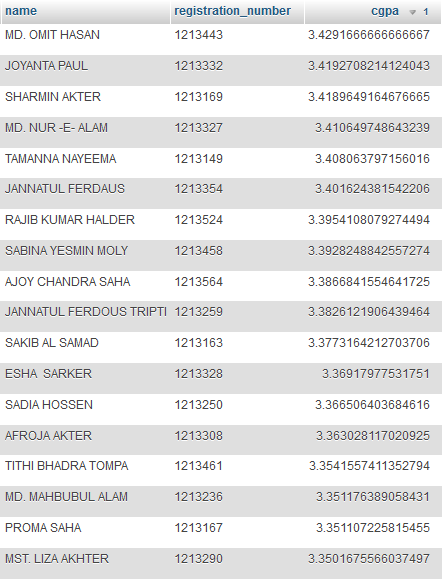 name registration_number cgpa 1
MD. OMIT HASAN 1213443 3.4291666666666667
JOYANTA PAUL 1213332 3.4192708214124043
SHARMIN AKTER 1213169 3.4189649164676665
MD. NUR -E- ALAM 1213327 3.410649748643239
TAMANNA NAYEEMA 1213149 3.408063797156016
JANNATUL FERDAUS 1213354 3.401624381542206
RAJIB KUMAR HALDER 1213524 3.3954108079274494
SABINA YESMIN MOLY 1213458 3.3928248842557274
AJOY CHANDRA SAHA 1213564 3.3866841554641725
JANNATUL FERDOUS TRIPTI 1213259 3.3826121906439464
SAKIB AL SAMAD 1213163 3.3773164212703706
ESHA  SARKER 1213328 3.36917977531751
SADIA HOSSEN 1213250 3.366506403684616
AFROJA AKTER 1213308 3.363028117020925
TITHI BHADRA TOMPA 1213461 3.3541557411352794
MD. MAHBUBUL ALAM 1213236 3.351176389058431
PROMA SAHA 1213167 3.351107225815455
MST. LIZA AKHTER 1213290 3.3501675566037497